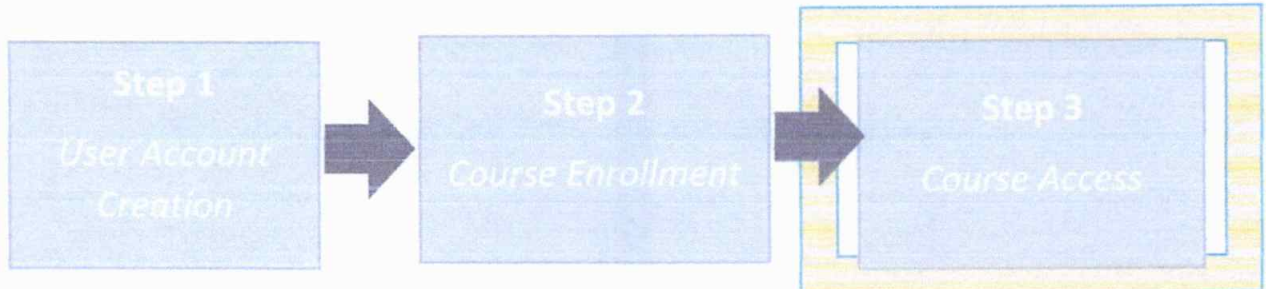 Step 1
User Account
Creation
Step 2
Course Enrollment
Step 3
Course Access